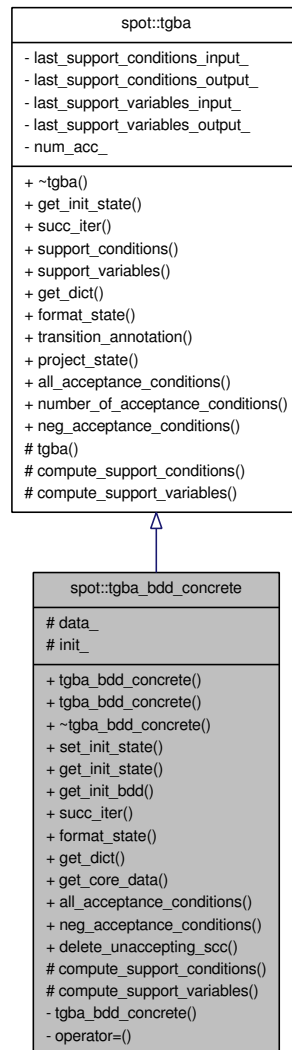 spot::tgba
- last_support_conditions_input_
- last_support_conditions_output_
- last_support_variables_input_
- last_support_variables_output_
- num_acc_
+ ~tgba()
+ get_init_state()
+ succ_iter()
+ support_conditions()
+ support_variables()
+ get_dict()
+ format_state()
+ transition_annotation()
+ project_state()
+ all_acceptance_conditions()
+ number_of_acceptance_conditions()
+ neg_acceptance_conditions()
# tgba()
# compute_support_conditions()
# compute_support_variables()
spot::tgba_bdd_concrete
# data_
# init_
+ tgba_bdd_concrete()
+ tgba_bdd_concrete()
+ ~tgba_bdd_concrete()
+ set_init_state()
+ get_init_state()
+ get_init_bdd()
+ succ_iter()
+ format_state()
+ get_dict()
+ get_core_data()
+ all_acceptance_conditions()
+ neg_acceptance_conditions()
+ delete_unaccepting_scc()
# compute_support_conditions()
# compute_support_variables()
- tgba_bdd_concrete()
- operator=()